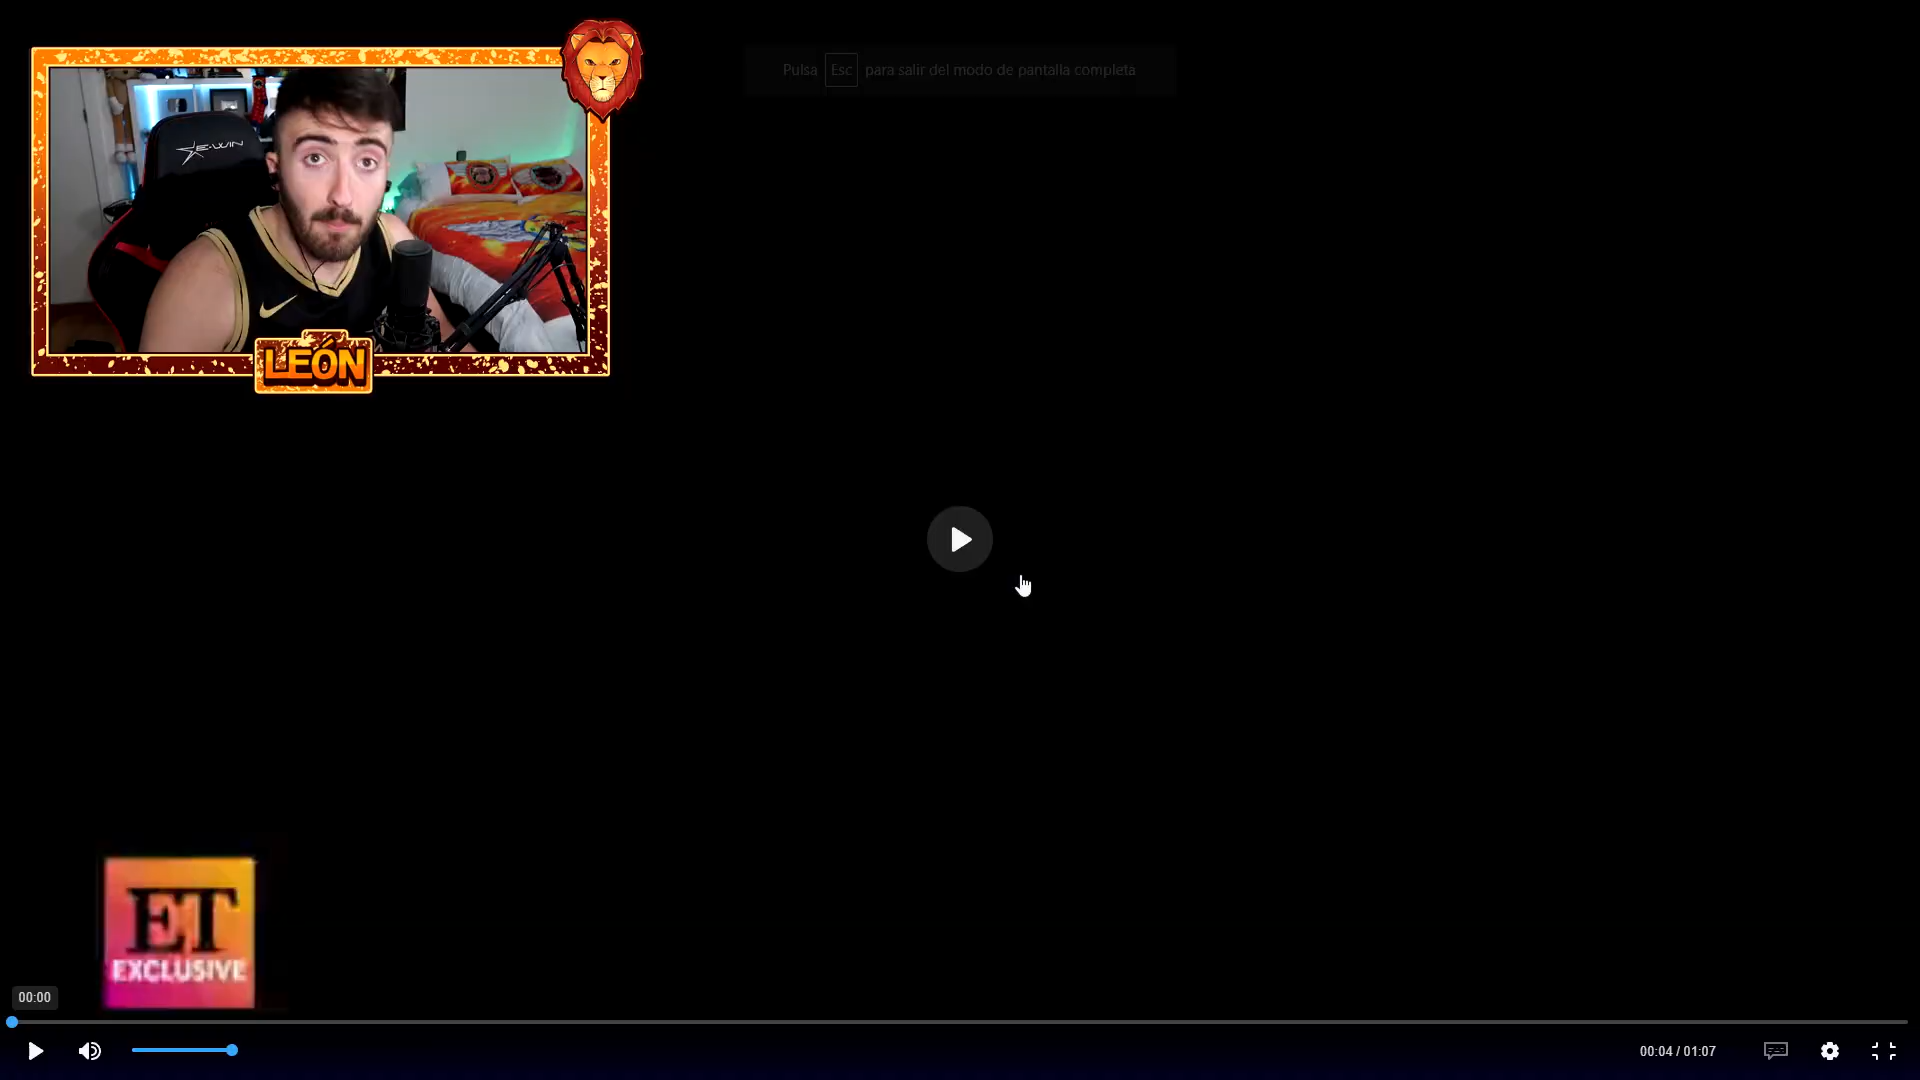 Pulsa Esc para salir del modo de pantalla completa
E-WIN
LEÓN
ET
EXCLUSIVE
00:00
00:04 / 01:07